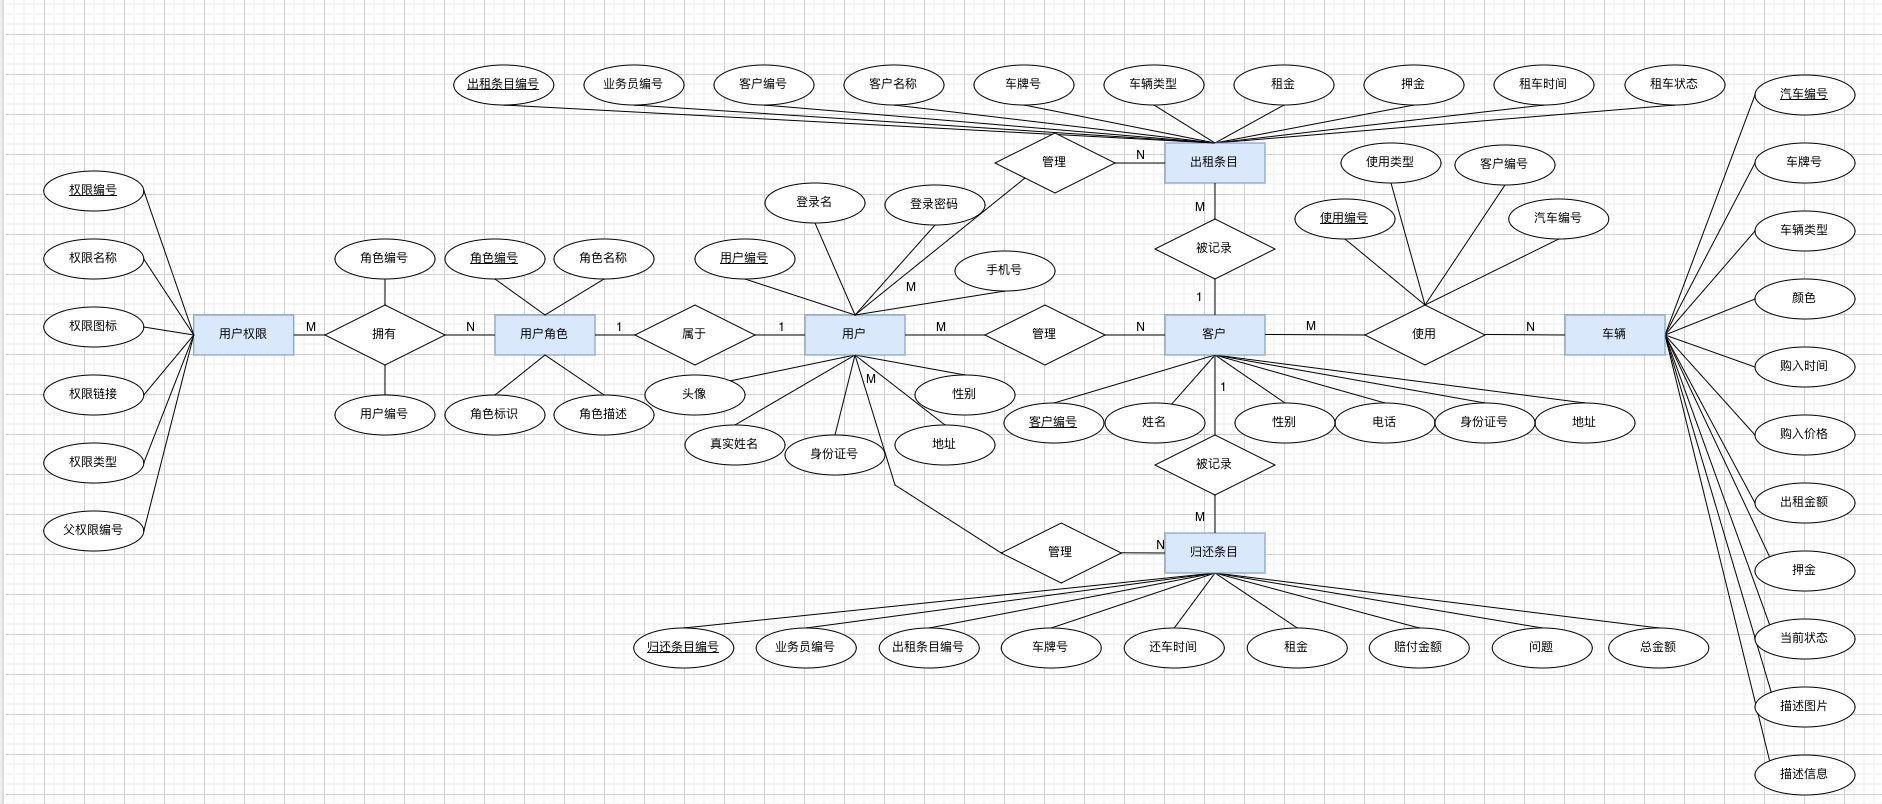 出租条目编号
业务员编号
客户编号
客户名称
车牌号
车辆类型
租金
押金
租车时间
租车状态
汽车编号
管理
N
出租条目
使用类型
客户编号
车牌号
权限编号
登录名
登录密码
M
使用编号
汽车编号
车辆类型
权限名称
角色编号
角色编号
角色名称
用户编号
手机号
被记录
M
1
颜色
权限图标
用户权限
M
拥有
N
用户角色
1
属于
1
用户
M
管理
N
客户
M
使用
N
车辆
购入时间
权限链接
用户编号
角色标识
角色描述
头像
M
性别
1
真实姓名
身份证号
地址
客户编号
姓名
性别
电话
身份证号
地址
购入价格
权限类型
被记录
出租金额
M
父权限编号
管理
N
归还条目
押金
归还条目编号
业务员编号
出租条目编号
车牌号
还车时间
租金
赔付金额
问题
总金额
当前状态
描述图片
描述信息